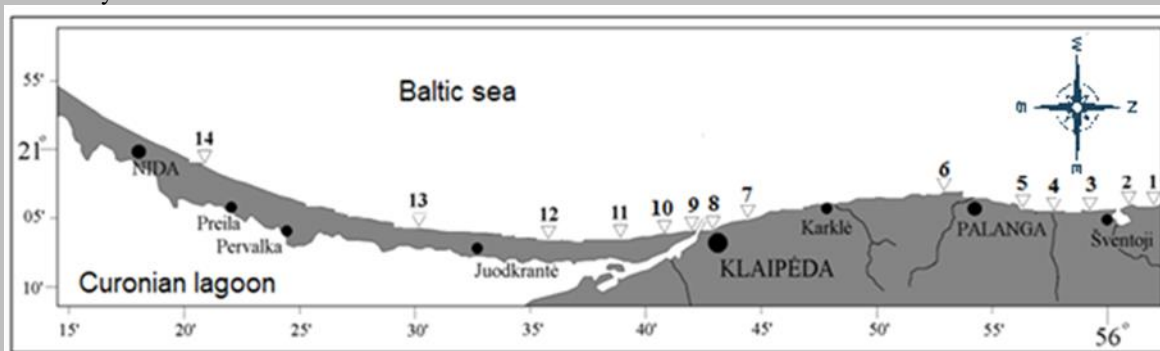 W
N
E
Baltic sea
Curonian lagoon
14
13
12
11
10
9
8
7
6
5
4
3
2
1
NIDA
Preila
Pervalka
Juodkrantė
KLAIPĖDA
Karklė
PALANGA
Šventoji
55'
21°
05'
10'
15'
20'
25'
30'
35'
40'
45'
50'
55'
56°